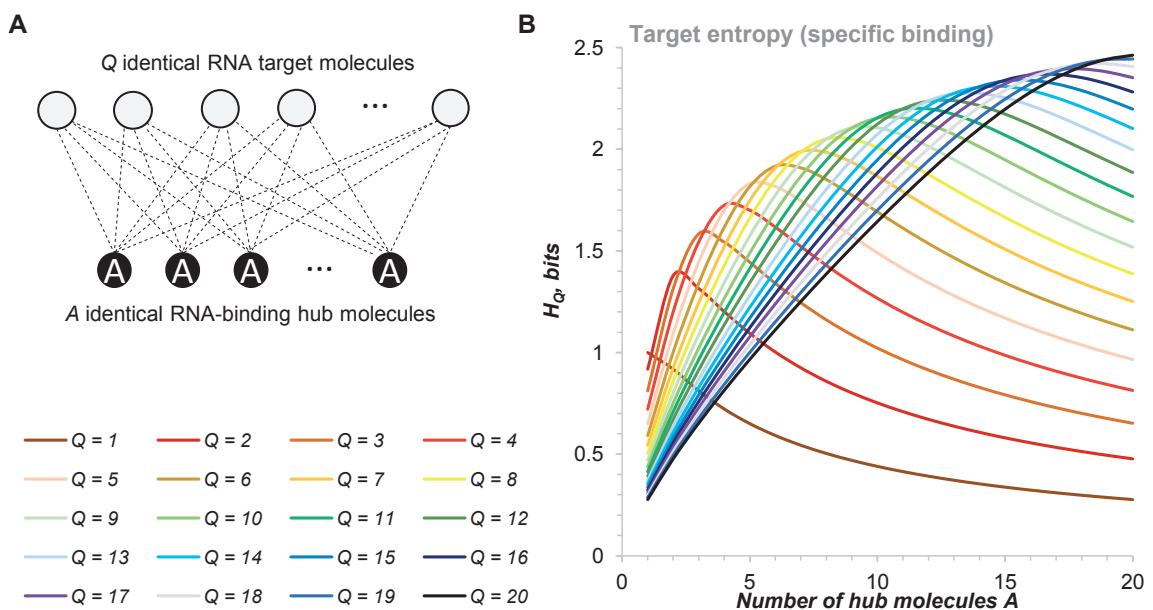 A
Q identical RNA target molecules
...
A A A ... A
A identical RNA-binding hub molecules
Q = 1 Q = 2 Q = 3 Q = 4
Q = 5 Q = 6 Q = 7 Q = 8
Q = 9 Q = 10 Q = 11 Q = 12
Q = 13 Q = 14 Q = 15 Q = 16
Q = 17 Q = 18 Q = 19 Q = 20
B
Target entropy (specific binding)
2.5
2
1.5
1
0.5
0
H_Q, bits
0 5 10 15 20
Number of hub molecules A